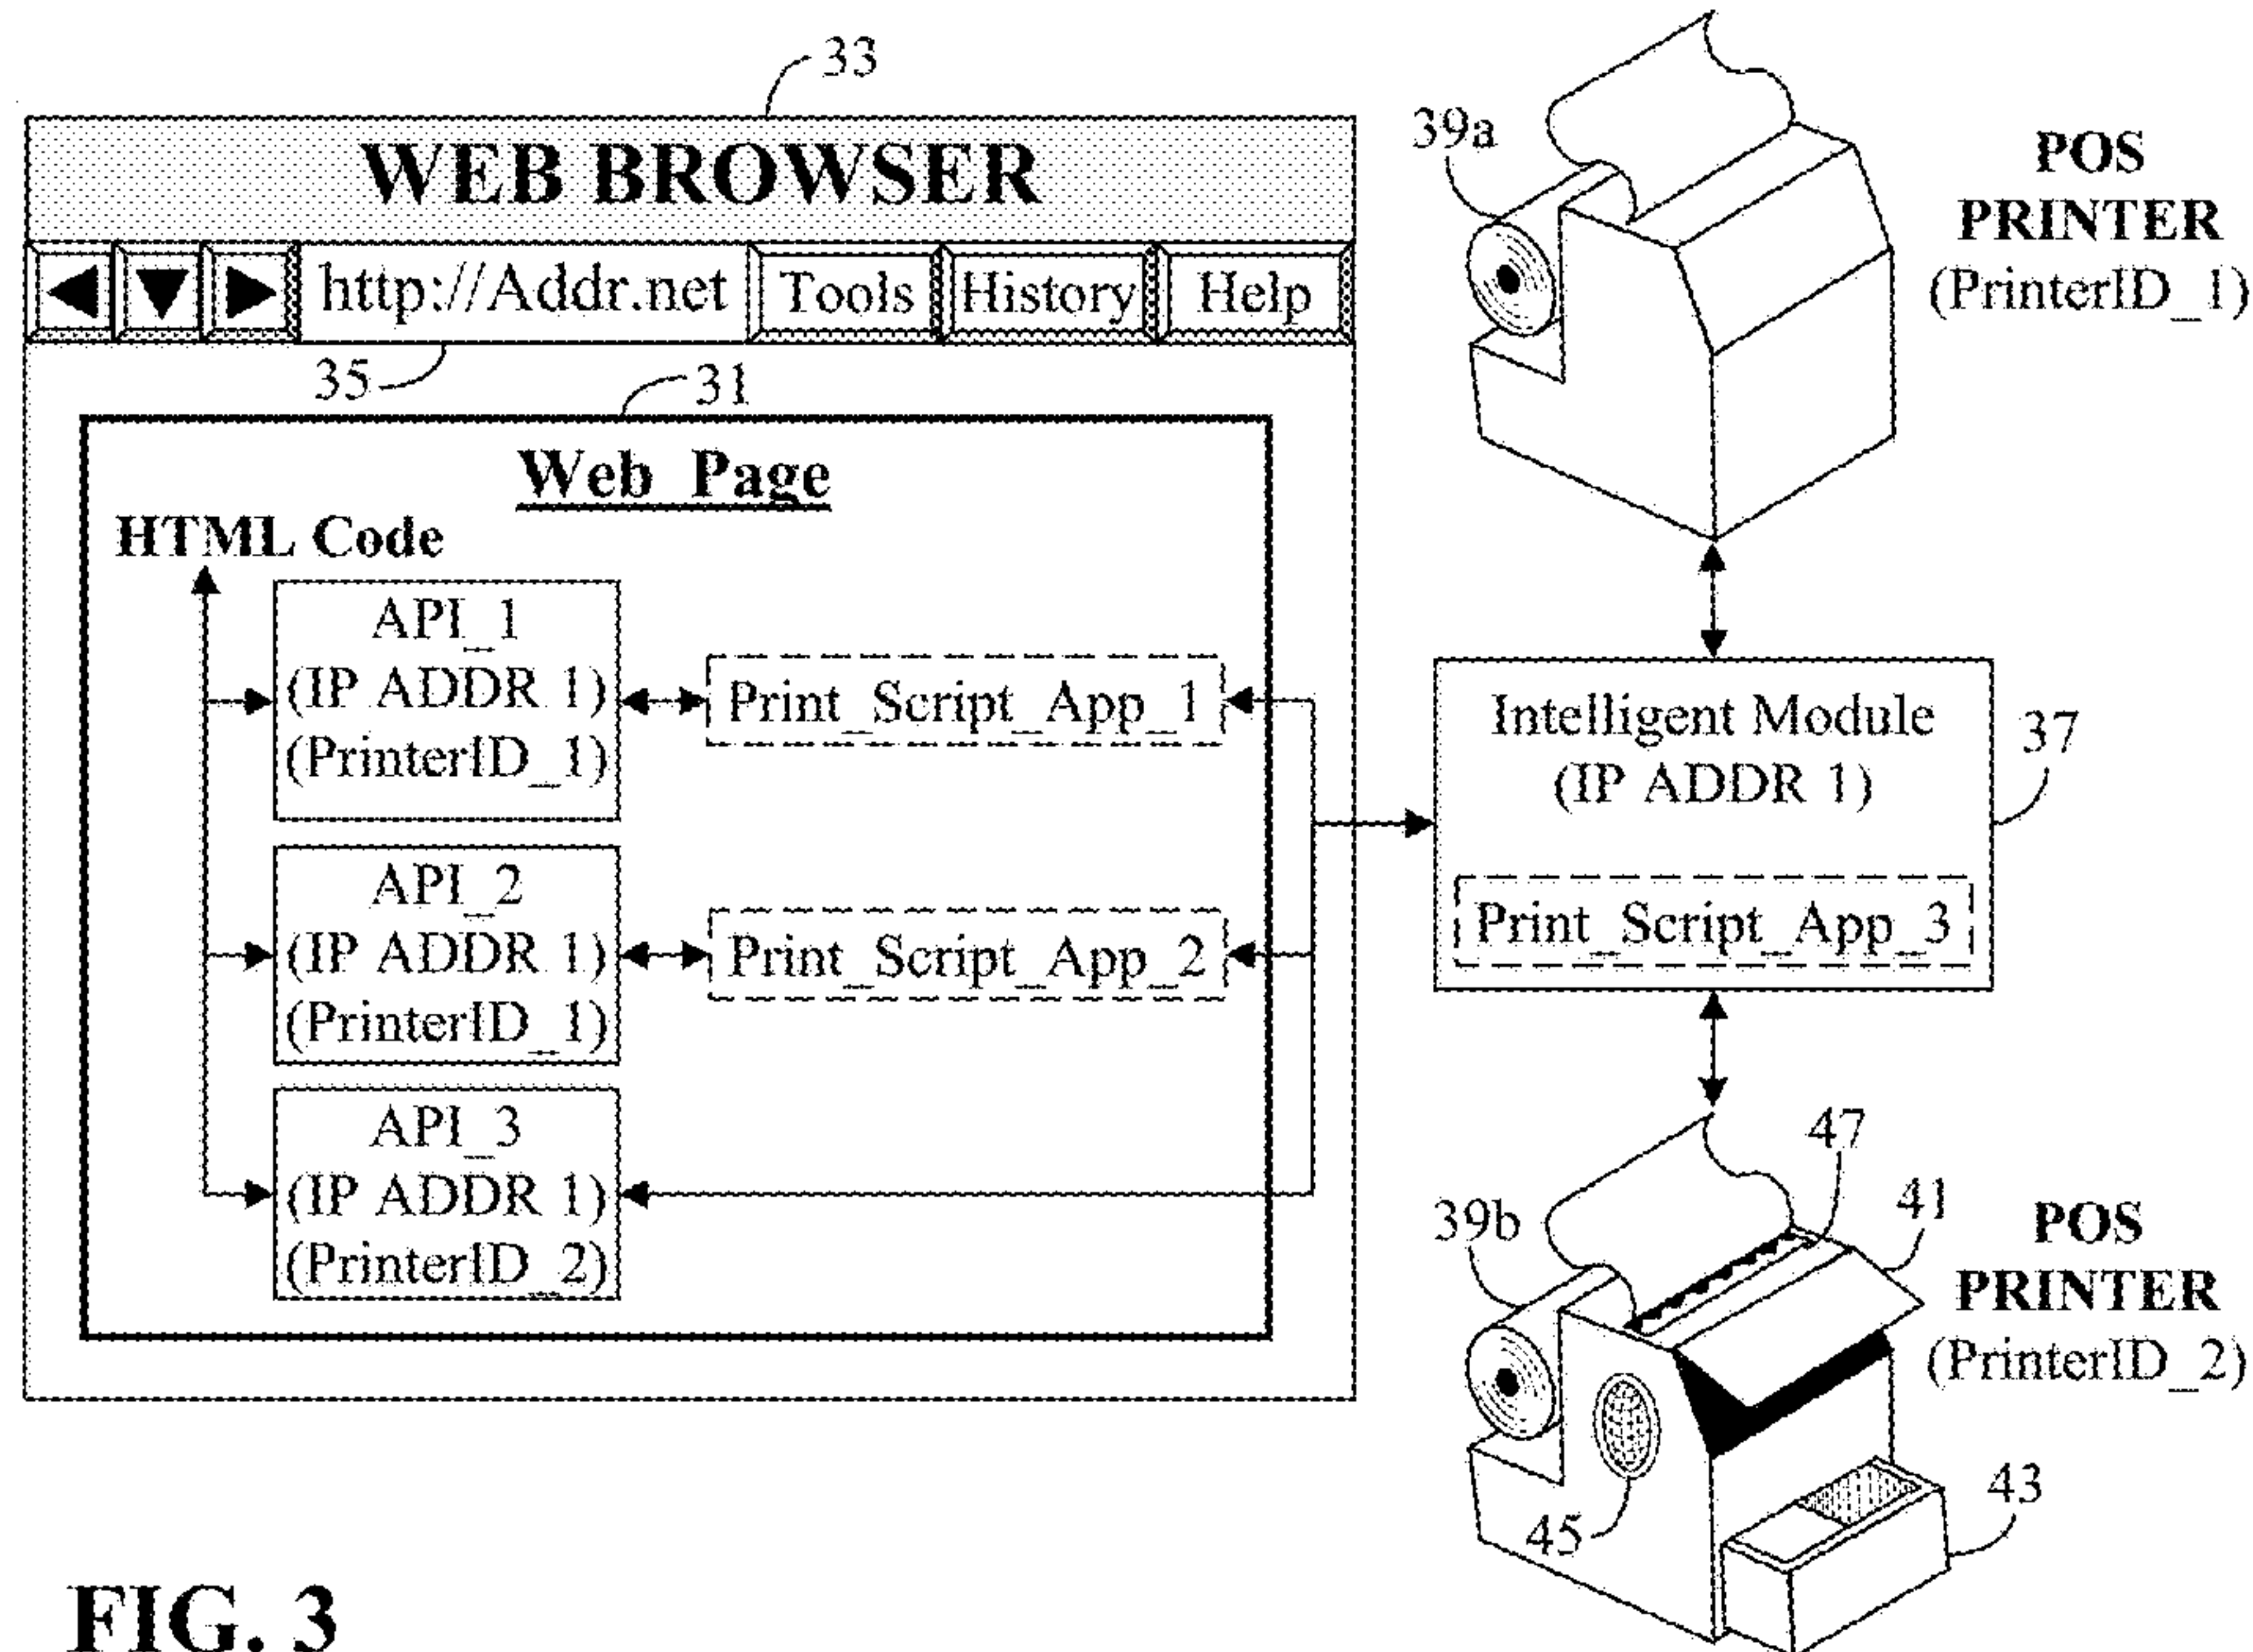 33
WEB BROWSER
http://Addr.net
Tools
History
Help
35
31
Web Page
HTML Code
API_1
(IP ADDR 1)
(PrinterID_1)
Print_Script_App_1
API_2
(IP ADDR 1)
(PrinterID_1)
Print_Script_App_2
API_3
(IP ADDR 1)
(PrinterID_2)
39a
POS
PRINTER
(PrinterID_1)
Intelligent Module
(IP ADDR 1)
Print_Script_App_3
37
47
41
39b
POS
PRINTER
(PrinterID_2)
45
43
FIG. 3